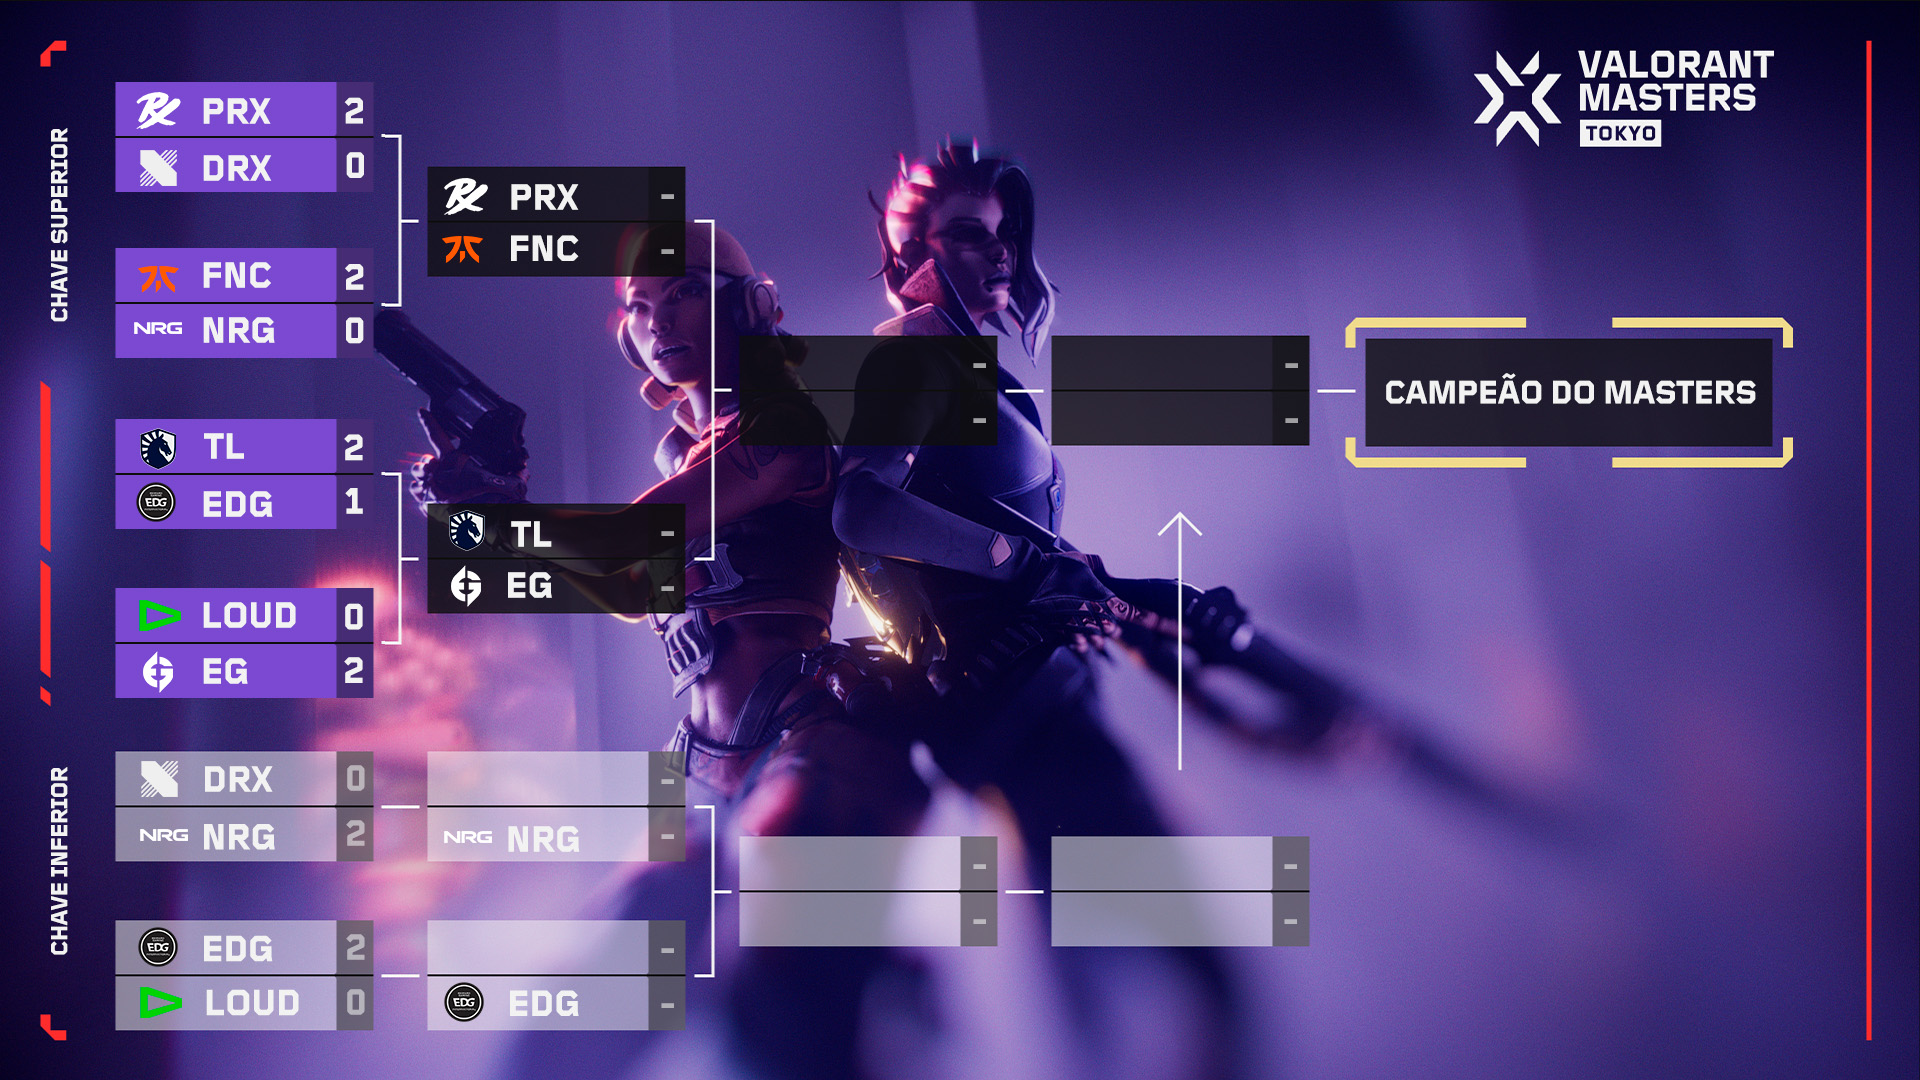 VALORANT
MASTERS
TOKYO
CHAVE SUPERIOR
PRX 2
DRX 0
FNC 2
NRG NRG 0
TL 2
EDG EDG 1
LOUD 0
EG 2
PRX -
FNC -
TL -
EG -
-
-
-
-
CAMPEÃO DO MASTERS
CHAVE INFERIOR
DRX 0
NRG NRG 2
EDG EDG 2
LOUD 0
-
NRG NRG -
-
EDG EDG -
-
-
-
-